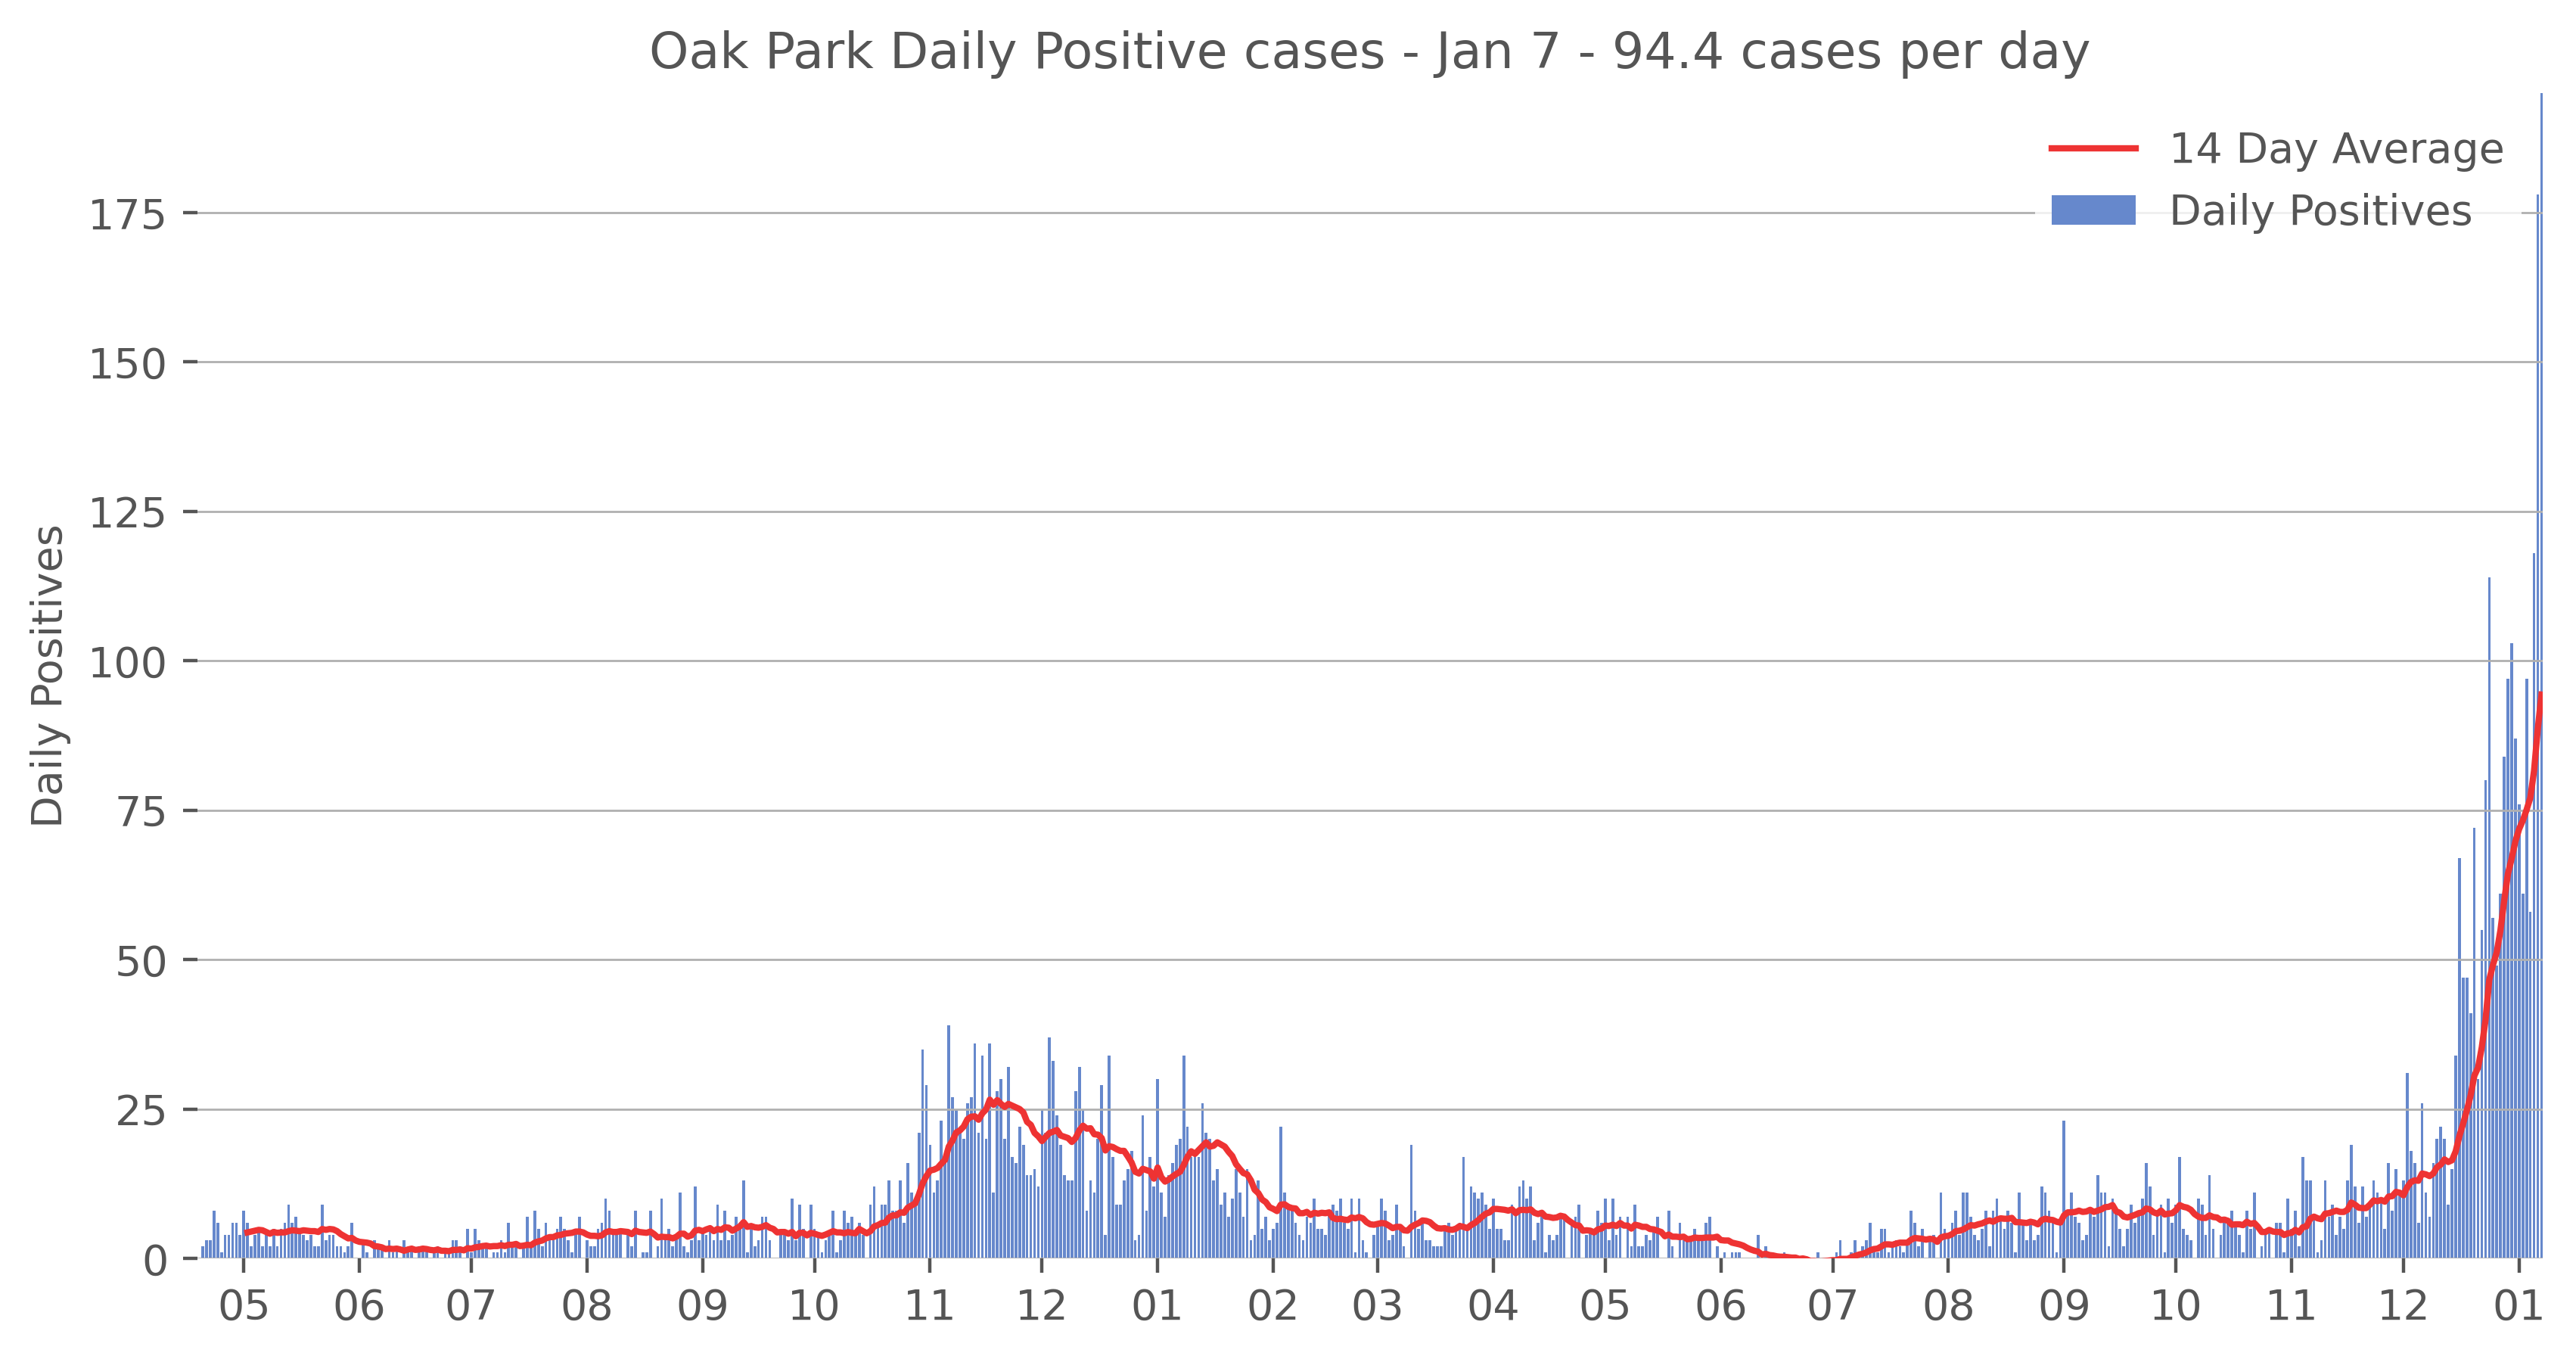 Oak Park Daily Positive cases - Jan 7 - 94.4 cases per day
14 Day Average
Daily Positives
Daily Positives
175
150
125
100
75
50
25
0
05 06 07 08 09 10 11 12 01 02 03 04 05 06 07 08 09 10 11 12 01